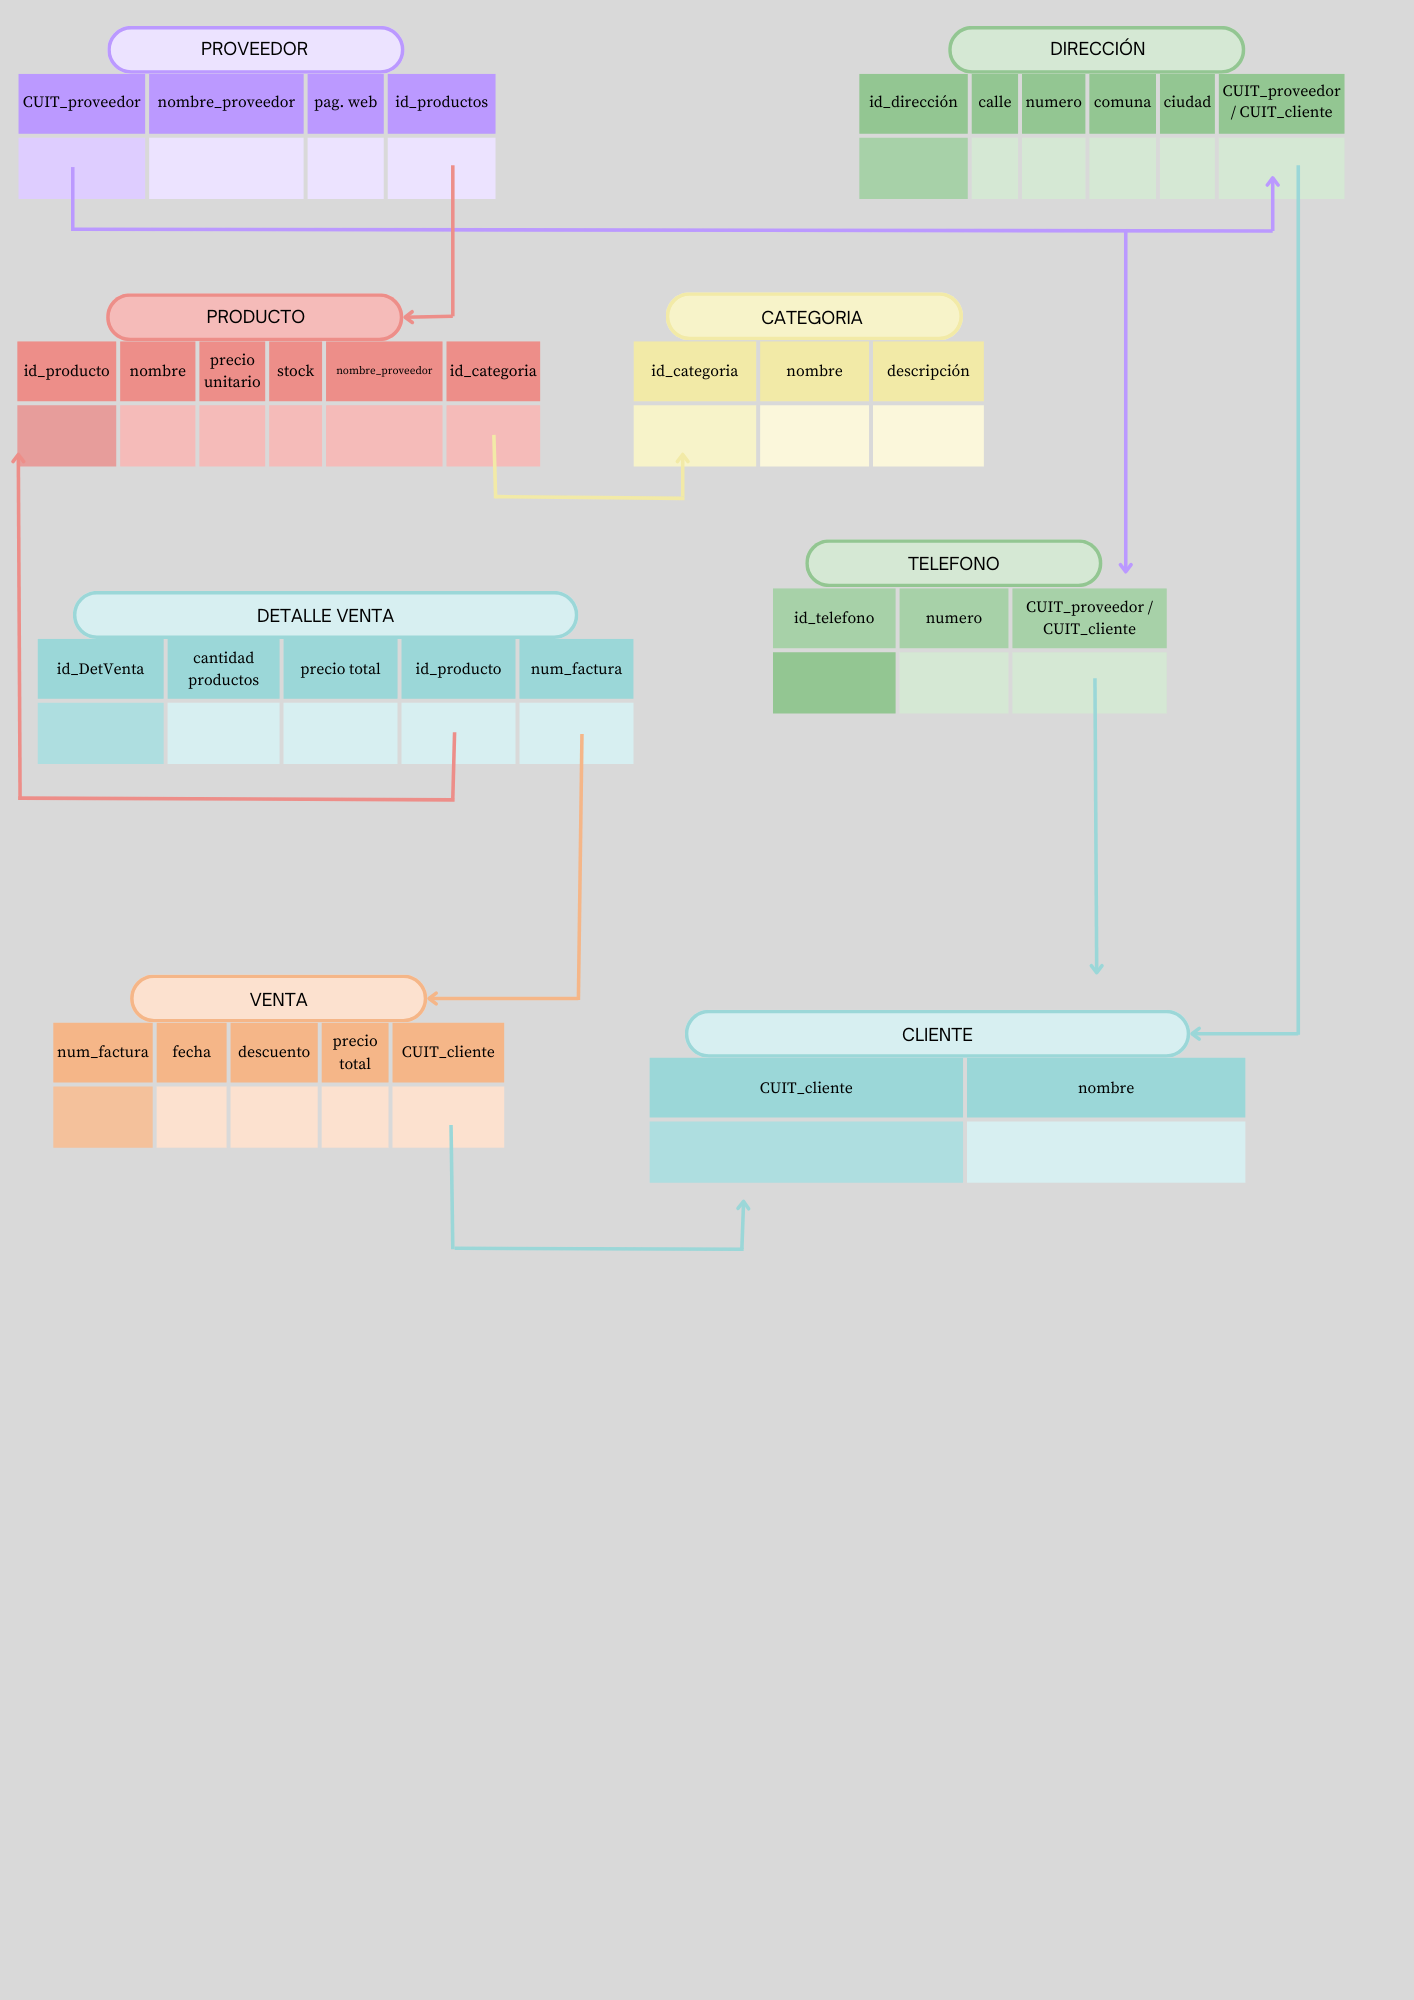 PROVEEDOR
CUIT_proveedor nombre_proveedor pag. web id_productos
DIRECCIÓN
id_dirección calle numero comuna ciudad CUIT_proveedor
/ CUIT_cliente
PRODUCTO
id_producto nombre precio
unitario stock nombre_proveedor id_categoria
CATEGORIA
id_categoria nombre descripción
TELEFONO
id_telefono numero CUIT_proveedor /
CUIT_cliente
DETALLE VENTA
id_DetVenta cantidad
productos precio total id_producto num_factura
VENTA
num_factura fecha descuento precio
total CUIT_cliente
CLIENTE
CUIT_cliente nombre